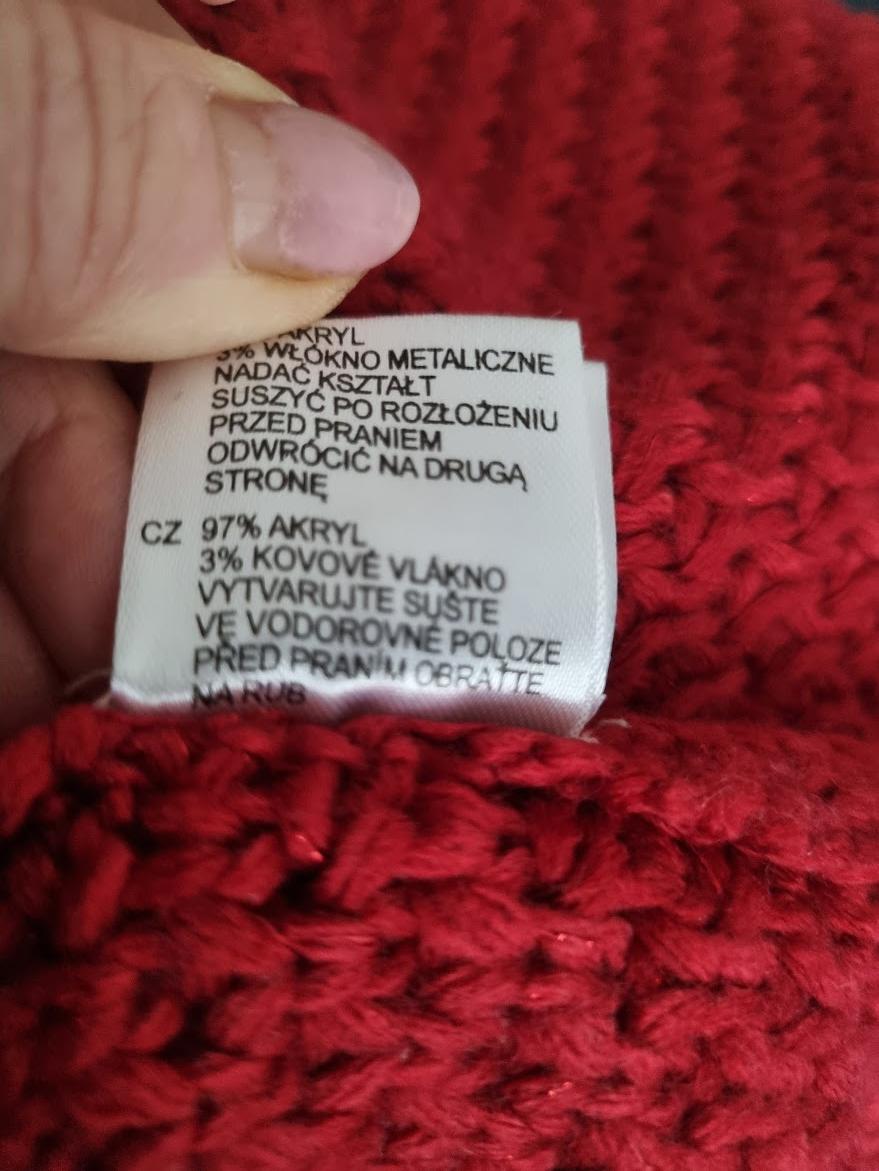 AKRYL
3% WŁÓKNO METALICZNE
NADAĆ KSZTAŁT
SUSZYĆ PO ROZŁOŻENIU
PRZED PRANIEM
ODWRÓCIĆ NA DRUGĄ
STRONĘ
CZ 97% AKRYL
3% KOVOVÉ VLÁKNO
VYTVARUJTE SUŠTE
VE VODOROVNÉ POLOZE
PŘED PRANÍM OBRAŤTE
NA RUB